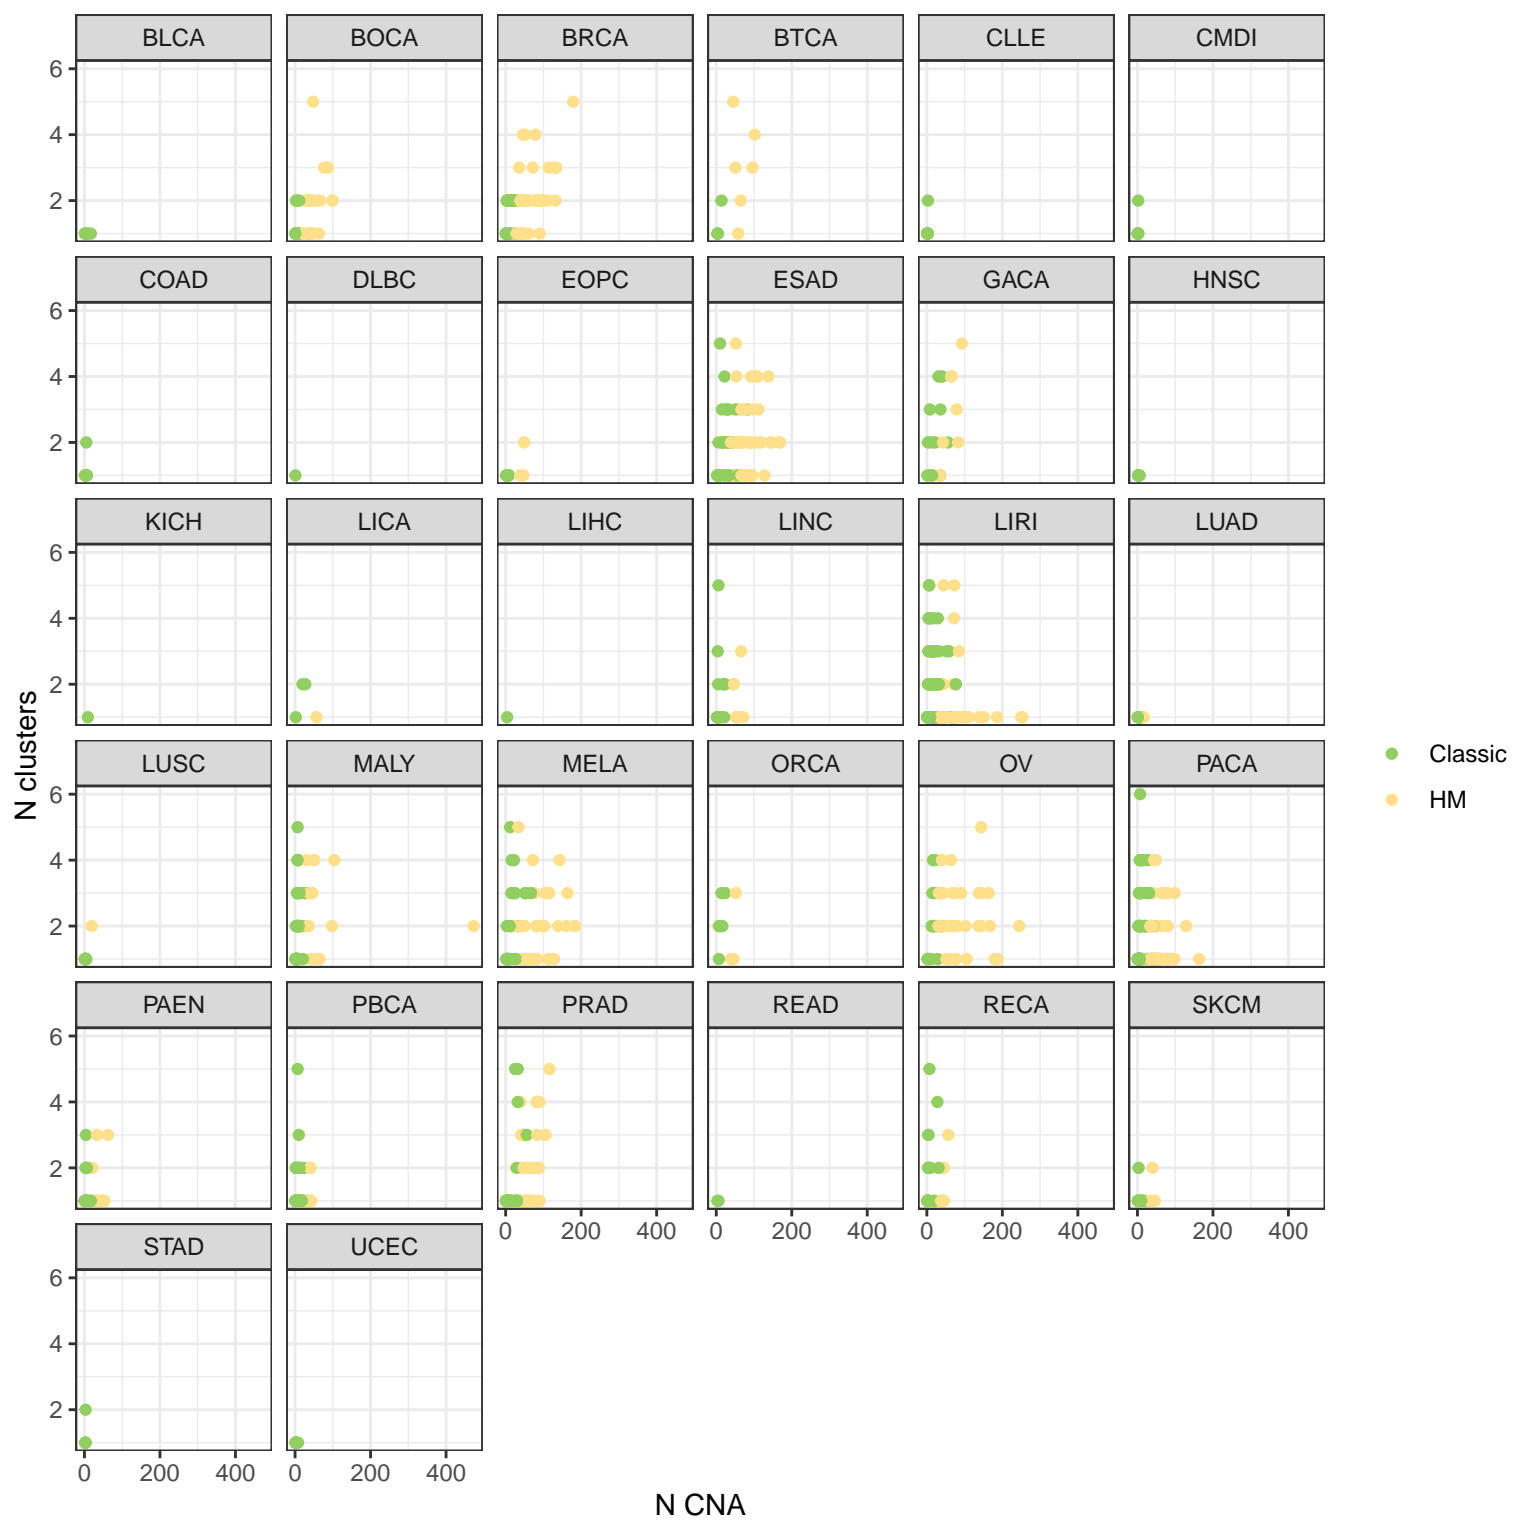 BLCA BOCA BRCA BTCA CLLE CMDI
6
4
2
COAD DLBC EOPC ESAD GACA HNSC
6
4
2
KICH LICA LIHC LINC LIRI LUAD
6
4
2
N clusters
LUSC MALY MELA ORCA OV PACA
6
4
2
Classic
HM
PAEN PBCA PRAD READ RECA SKCM
6
4
2
0 200 400 0 200 400 0 200 400 0 200 400
STAD UCEC
6
4
2
0 200 400 0 200 400
N CNA